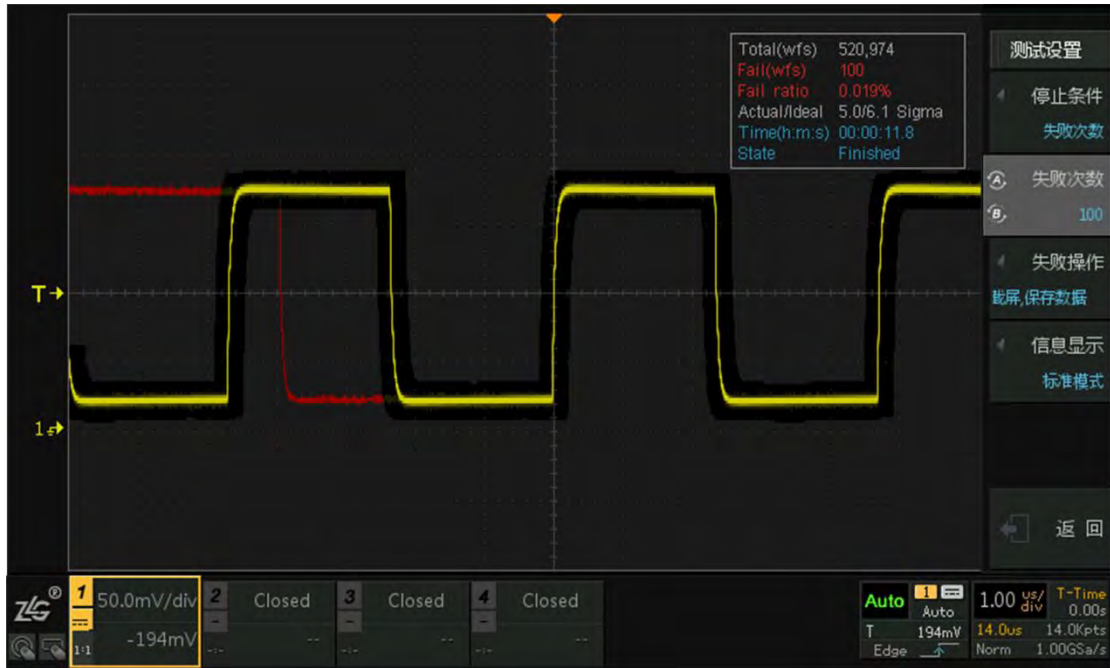 Total(wfs) 520,974
Fail(wfs) 100
Fail ratio 0.019%
Actual/Ideal 5.0/6.1 Sigma
Time(h:m:s) 00:00:11.8
State Finished
测试设置
停止条件
失败次数
失败次数
A
B
100
失败操作
截屏,保存数据
信息显示
标准模式
返回
T
1
ZLG®
1 50.0mV/div
1:1 -194mV
2 Closed
-:- --
3 Closed
-:- --
4 Closed
-:- --
Auto 1 Auto
T 194mV
Edge
1.00 us/div T-Time 0.00s
14.0us 14.0Kpts
Norm 1.00GSa/s